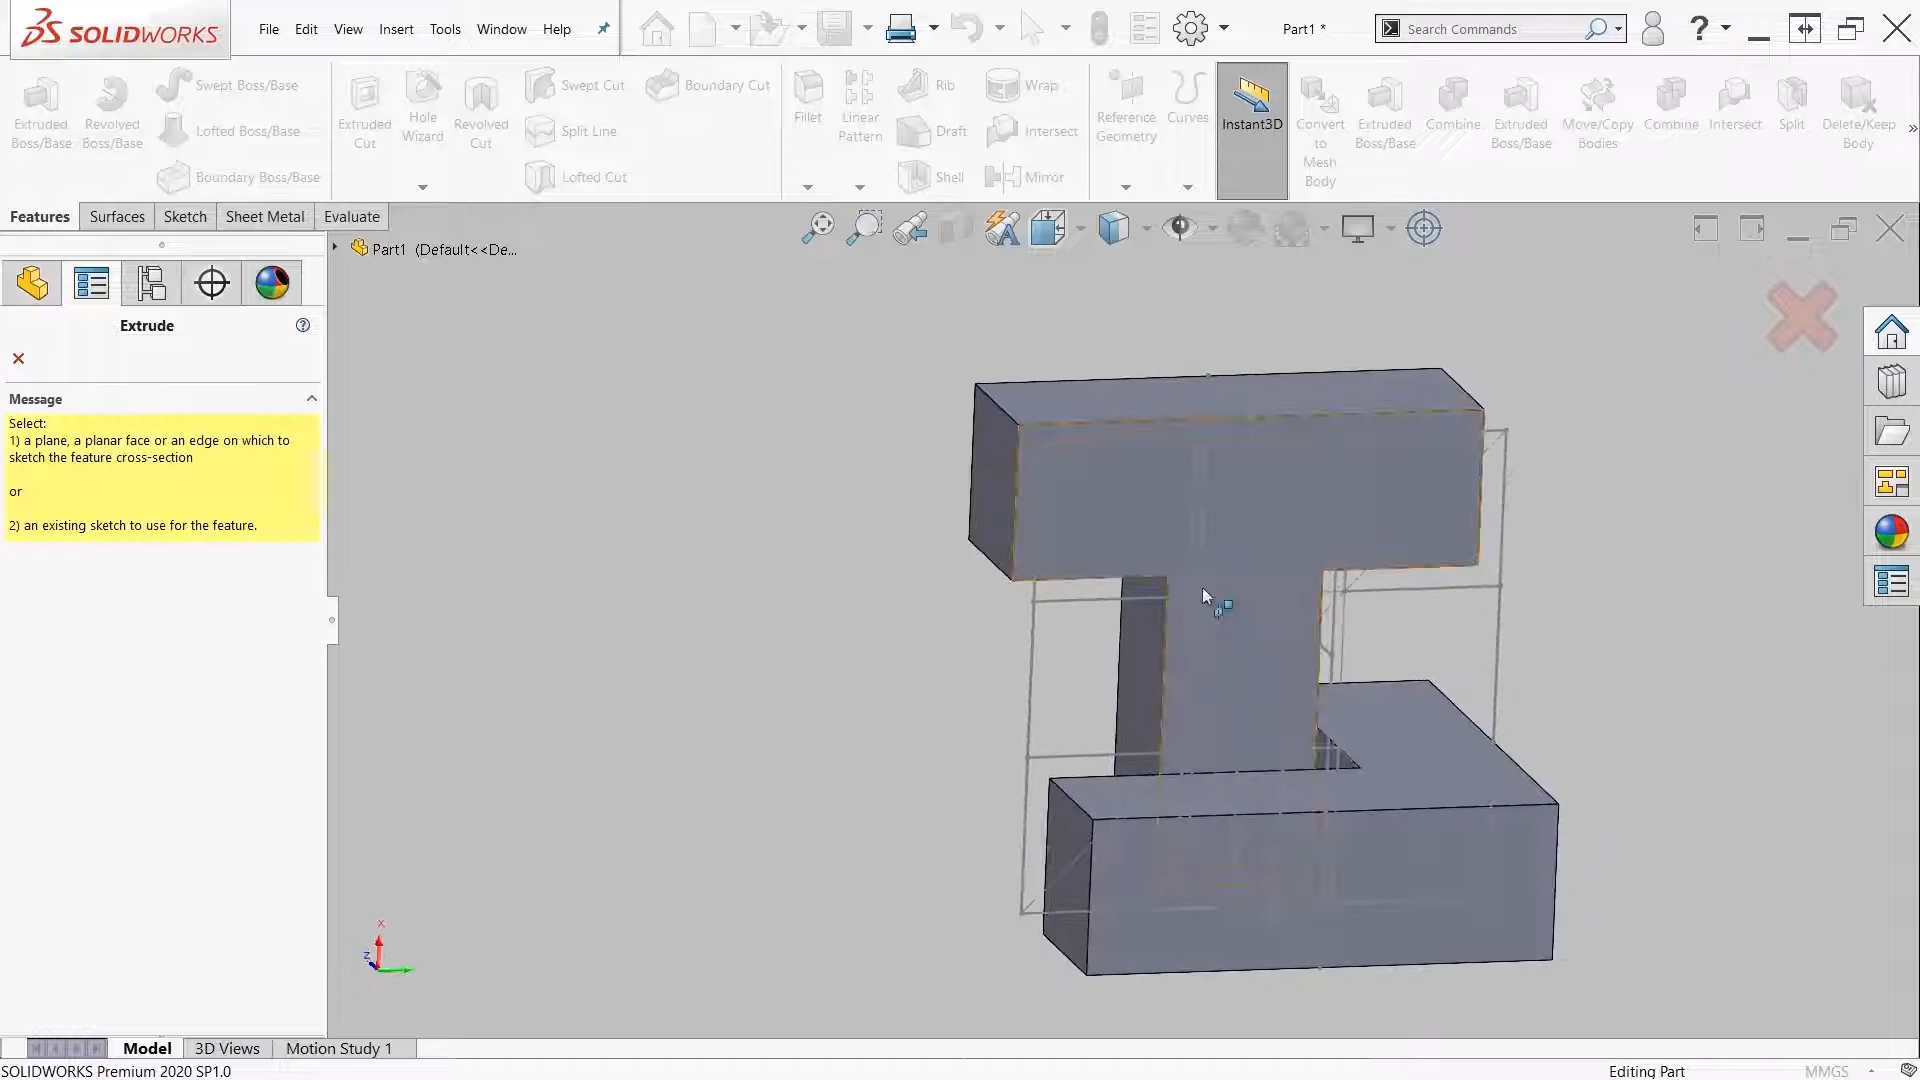 SOLIDWORKS
File Edit View Insert Tools Window Help
Part1 *
Search Commands
?
Extruded Boss/Base
Revolved Boss/Base
Swept Boss/Base
Lofted Boss/Base
Boundary Boss/Base
Extruded Cut
Hole Wizard
Revolved Cut
Swept Cut
Split Line
Lofted Cut
Boundary Cut
Fillet
Linear Pattern
Rib
Draft
Shell
Wrap
Intersect
Mirror
Reference Geometry
Curves
Instant3D
Convert to Mesh Body
Extruded Boss/Base
Combine
Extruded Boss/Base
Move/Copy Bodies
Combine
Intersect
Split
Delete/Keep Body
Features Surfaces Sketch Sheet Metal Evaluate
Part1 (Default<<De...
Extrude
Message
Select:
1) a plane, a planar face or an edge on which to
sketch the feature cross-section
or
2) an existing sketch to use for the feature.
X
Z
Model 3D Views Motion Study 1
SOLIDWORKS Premium 2020 SP1.0
Editing Part
MMGS